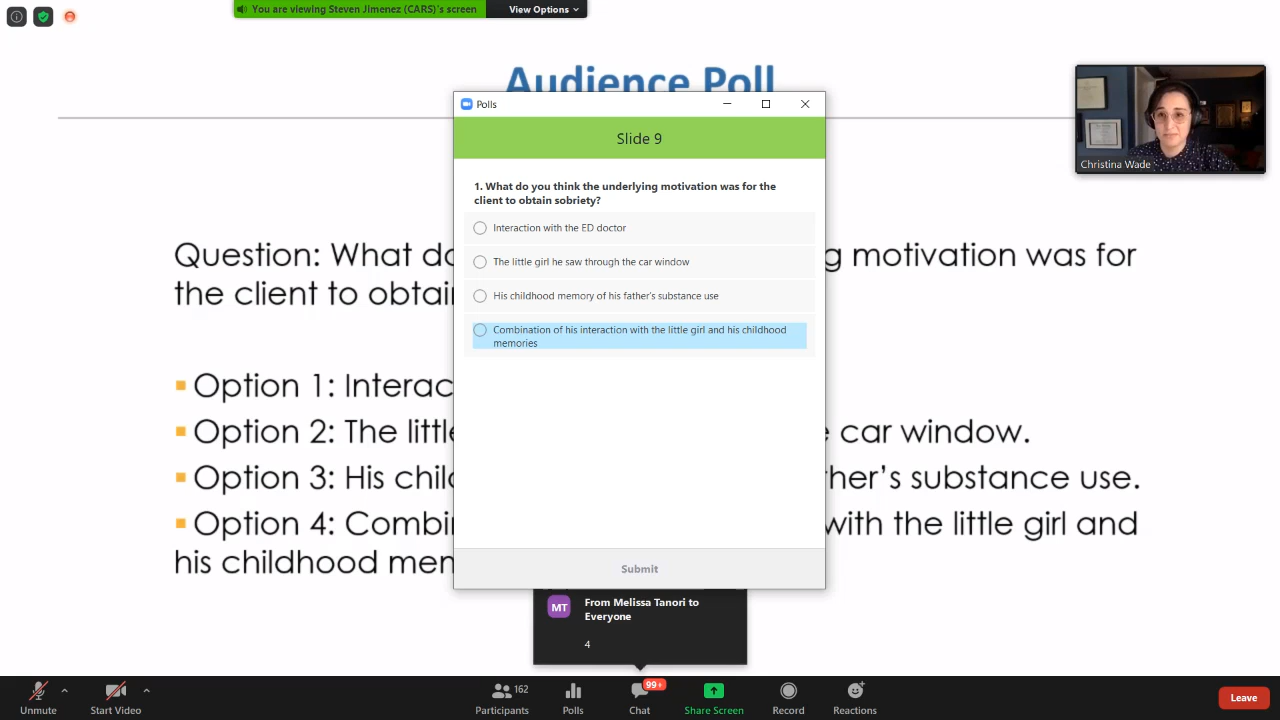 You are viewing Steven Jimenez (CARS)'s screen
View Options
Audience Poll
Polls
Slide 9
1. What do you think the underlying motivation was for the
client to obtain sobriety?
Interaction with the ED doctor
The little girl he saw through the car window
His childhood memory of his father's substance use
Combination of his interaction with the little girl and his childhood
memories
Submit
Christina Wade
Question: What do
g motivation was for
the client to obtai
Option 1: Interac
Option 2: The little
car window.
Option 3: His chil
ther's substance use.
Option 4: Combi
with the little girl and
his childhood mem
MT
From Melissa Tanori to
Everyone
4
Unmute
Start Video
162
Participants
Polls
99+
Chat
Share Screen
Record
Reactions
Leave